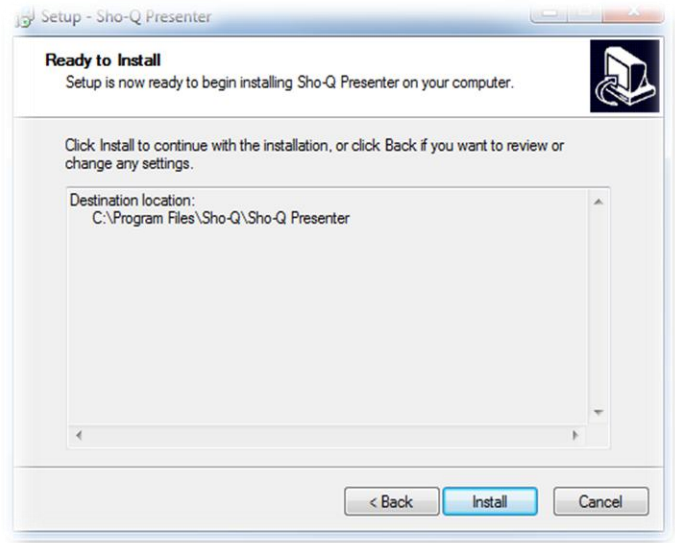 Setup - Sho-Q Presenter
Ready to Install
Setup is now ready to begin installing Sho-Q Presenter on your computer.
Click Install to continue with the installation, or click Back if you want to review or
change any settings.
Destination location:
C:\Program Files\Sho-Q\Sho-Q Presenter
< Back
Install
Cancel